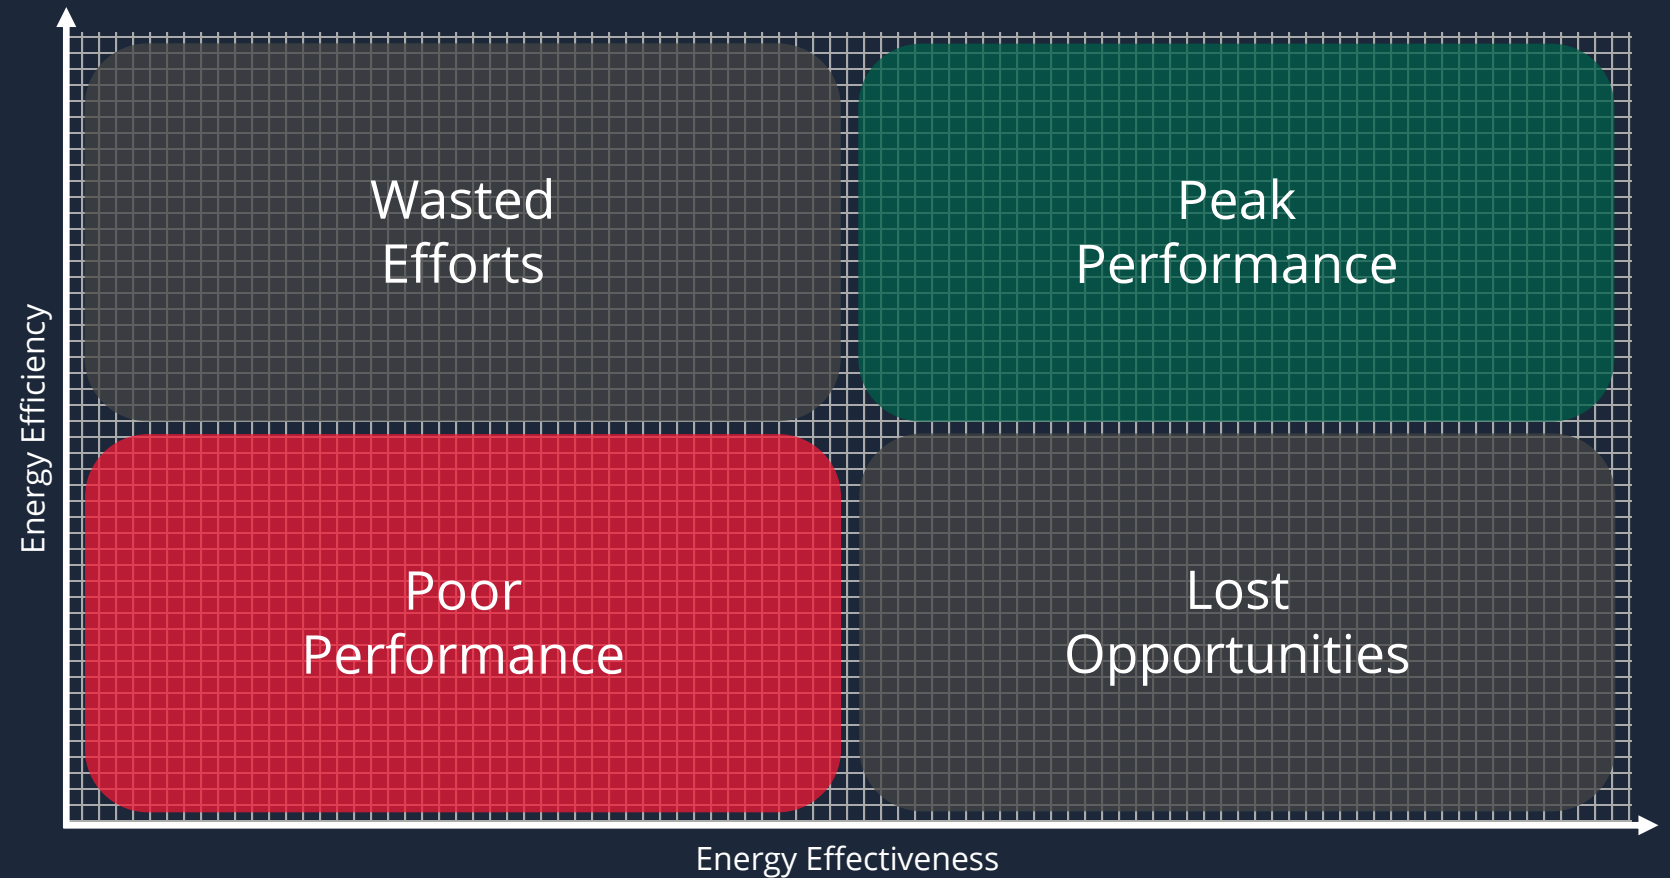 Wasted
Efforts
Peak
Performance
Energy Efficiency
Poor
Performance
Lost
Opportunities
Energy Effectiveness